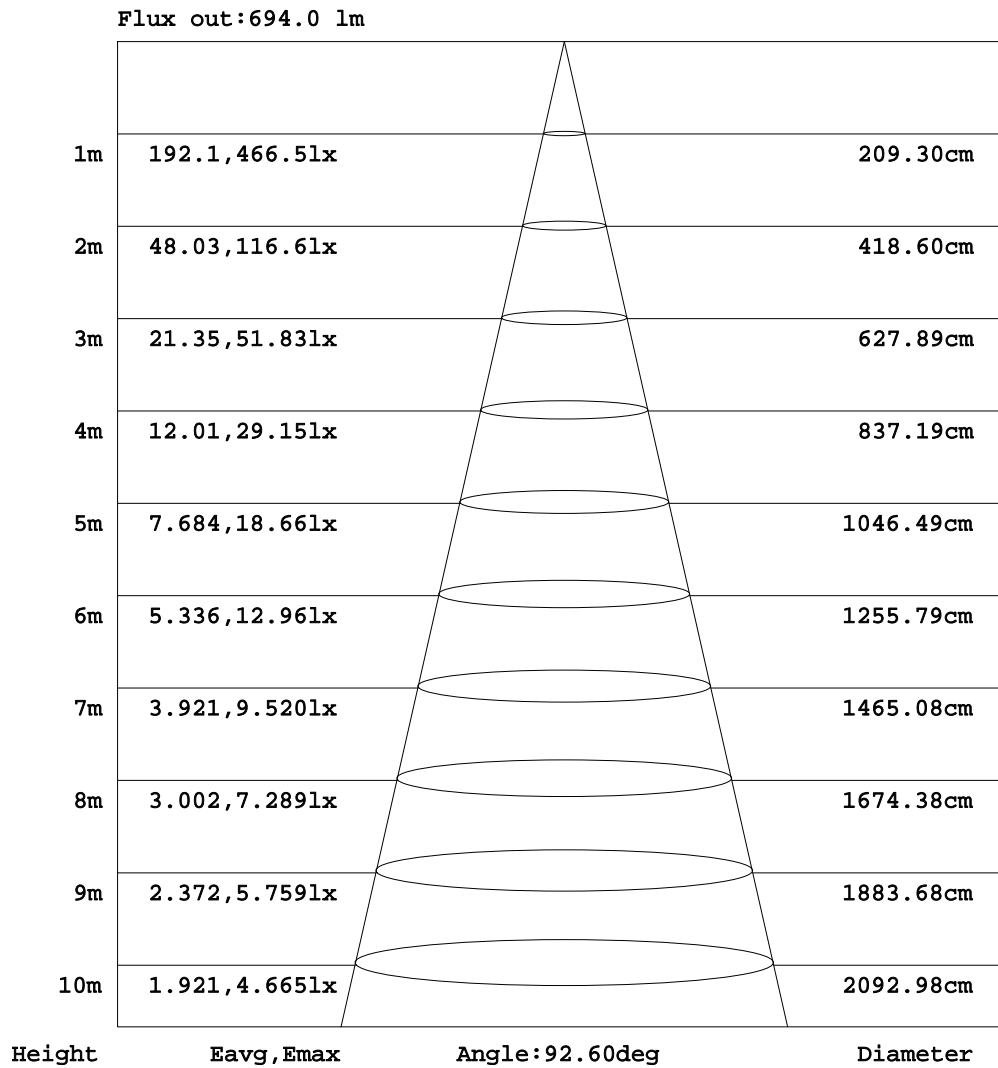 Flux out:694.0 lm
1m 192.1,466.5lx 209.30cm
2m 48.03,116.6lx 418.60cm
3m 21.35,51.83lx 627.89cm
4m 12.01,29.15lx 837.19cm
5m 7.684,18.66lx 1046.49cm
6m 5.336,12.96lx 1255.79cm
7m 3.921,9.520lx 1465.08cm
8m 3.002,7.289lx 1674.38cm
9m 2.372,5.759lx 1883.68cm
10m 1.921,4.665lx 2092.98cm
Height Eavg,Emax Angle:92.60deg Diameter